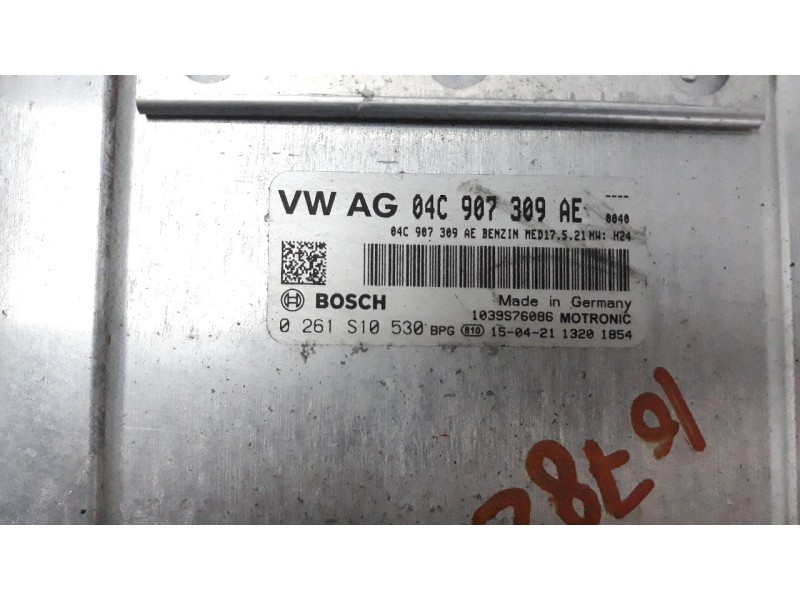 VW AG 04C 907 309 AE ---- 0040
04C 907 309 AE BENZIN MED17.5.21 HW: H24
BOSCH Made in Germany
1039S76086 MOTRONIC
0 261 S10 530 BPG 810 15-04-21 1320 1854